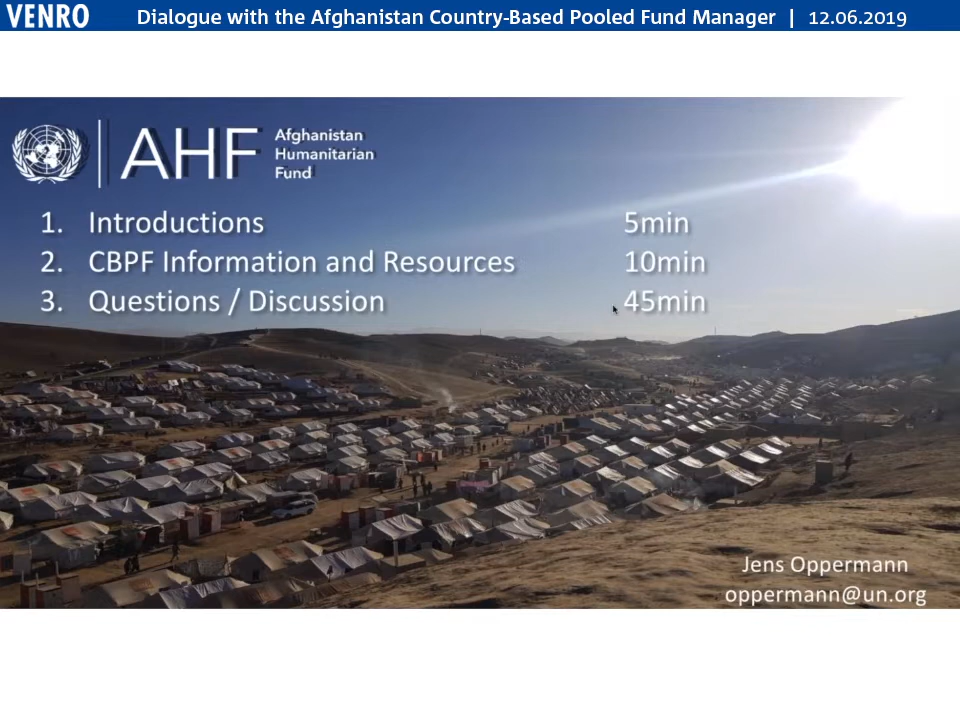 VENRO Dialogue with the Afghanistan Country-Based Pooled Fund Manager | 12.06.2019
AHF Afghanistan
Humanitarian
Fund
1. Introductions 5min
2. CBPF Information and Resources 10min
3. Questions / Discussion 45min
Jens Oppermann
oppermann@un.org